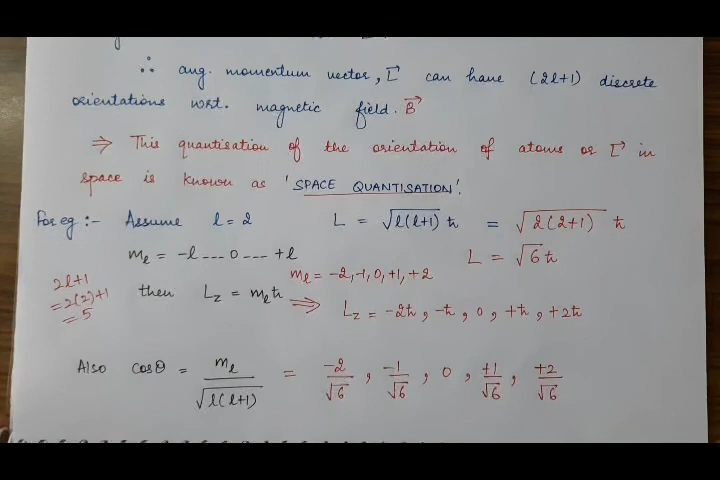 ∴ ang. momentum vector, L⃗ can have (2l+1) discrete
orientations wrt. magnetic field. B⃗
⇒ This quantisation of the orientation of atoms or L⃗ in
space is known as 'SPACE QUANTISATION'.
For eg :- Assume l = 2 L = √l(l+1) ħ = √2(2+1) ħ
mₗ = -l --- 0 --- +l L = √6 ħ
2l+1
= 2(2)+1
= 5
mₗ = -2, -1, 0, +1, +2
then L_z = mₗħ ⇒ L_z = -2ħ, -ħ, 0, +ħ, +2ħ
Also cosθ = mₗ/√l(l+1) = -2/√6, -1/√6, 0, +1/√6, +2/√6